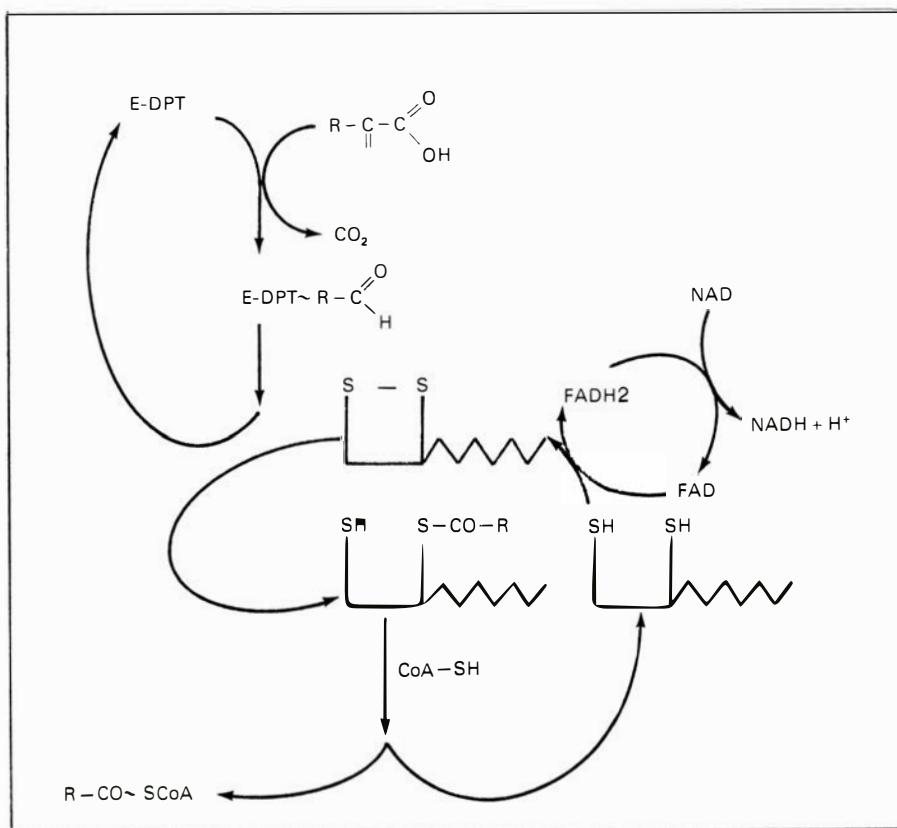 E-DPT
O
R – C – C
OH
CO₂
E-DPT~ R – C
O
H
NAD
S — S
FADH2
NADH + H⁺
FAD
S S – CO – R
SH SH
CoA – SH
R – CO ~ SCoA